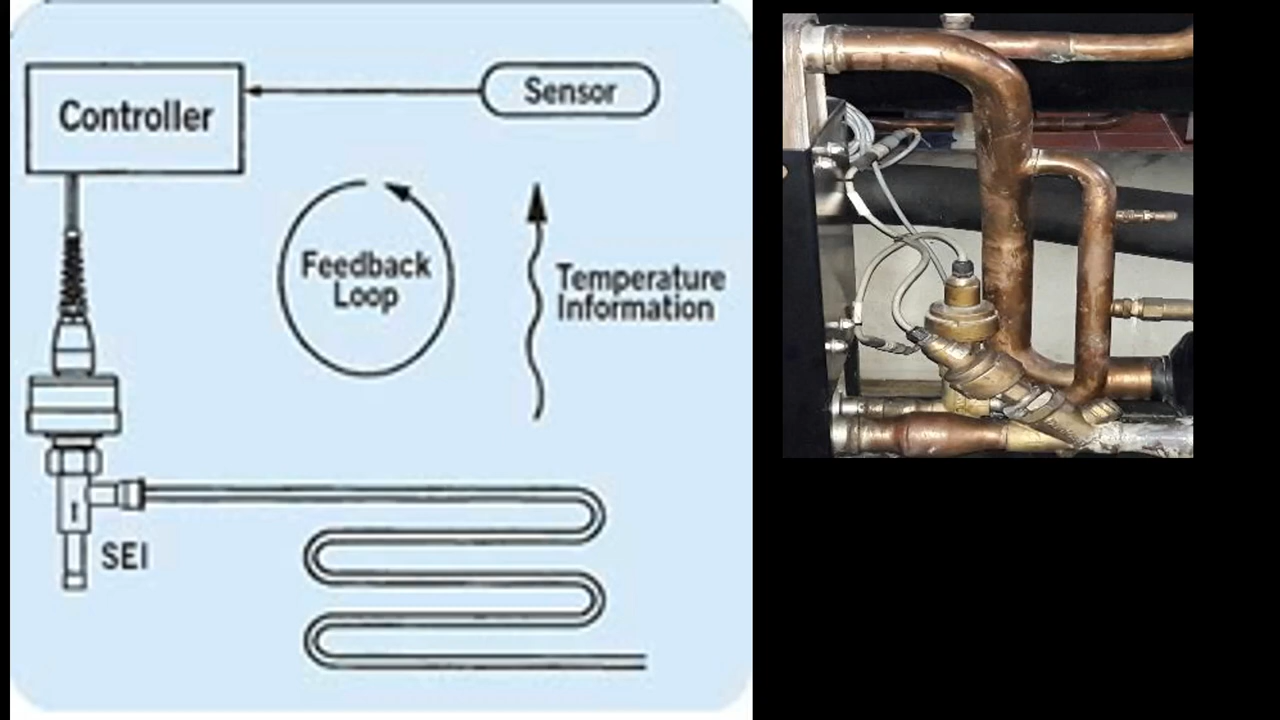 Controller
Sensor
Feedback
Loop
Temperature
Information
SEI